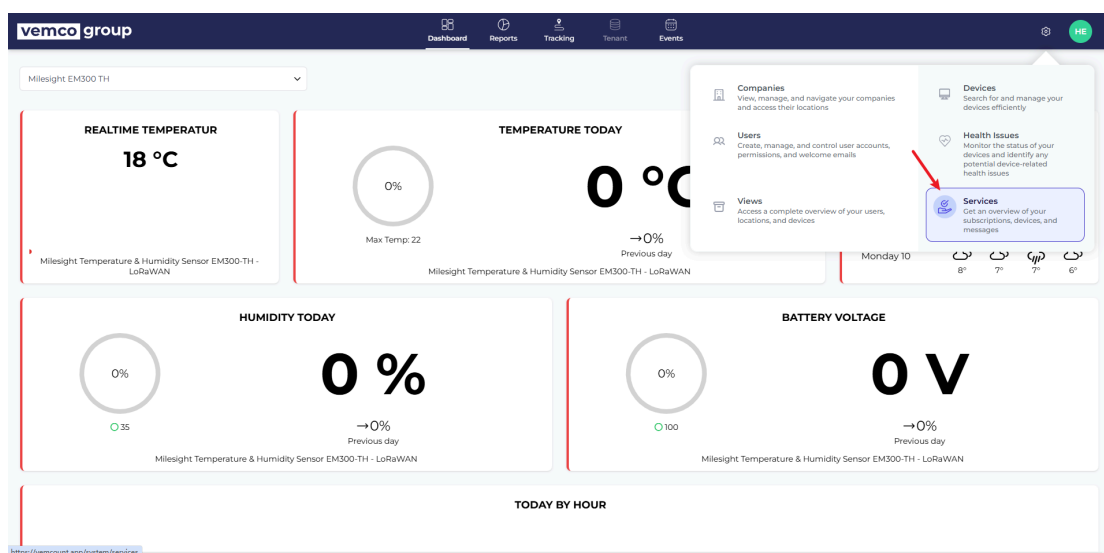 vemco group
Dashboard
Reports
Tracking
Tenant
Events
HE
Milesight EM300 TH
Companies
View, manage, and navigate your companies
and access their locations
Users
Create, manage, and control user accounts,
permissions, and welcome emails
Views
Access a complete overview of your users,
locations, and devices
Devices
Search for and manage your
devices efficiently
Health Issues
Monitor the status of your
devices and identify any
potential device-related
health issues
Services
Get an overview of your
subscriptions, devices, and
messages
REALTIME TEMPERATUR
18 °C
Milesight Temperature & Humidity Sensor EM300-TH -
LoRaWAN
TEMPERATURE TODAY
0%
Max Temp: 22
0 °C
→0%
Previous day
Milesight Temperature & Humidity Sensor EM300-TH - LoRaWAN
Monday 10
8° 7° 7° 6°
HUMIDITY TODAY
0%
35
0 %
→0%
Previous day
Milesight Temperature & Humidity Sensor EM300-TH - LoRaWAN
BATTERY VOLTAGE
0%
100
0 V
→0%
Previous day
Milesight Temperature & Humidity Sensor EM300-TH - LoRaWAN
TODAY BY HOUR
https://vemcount.app/system/services